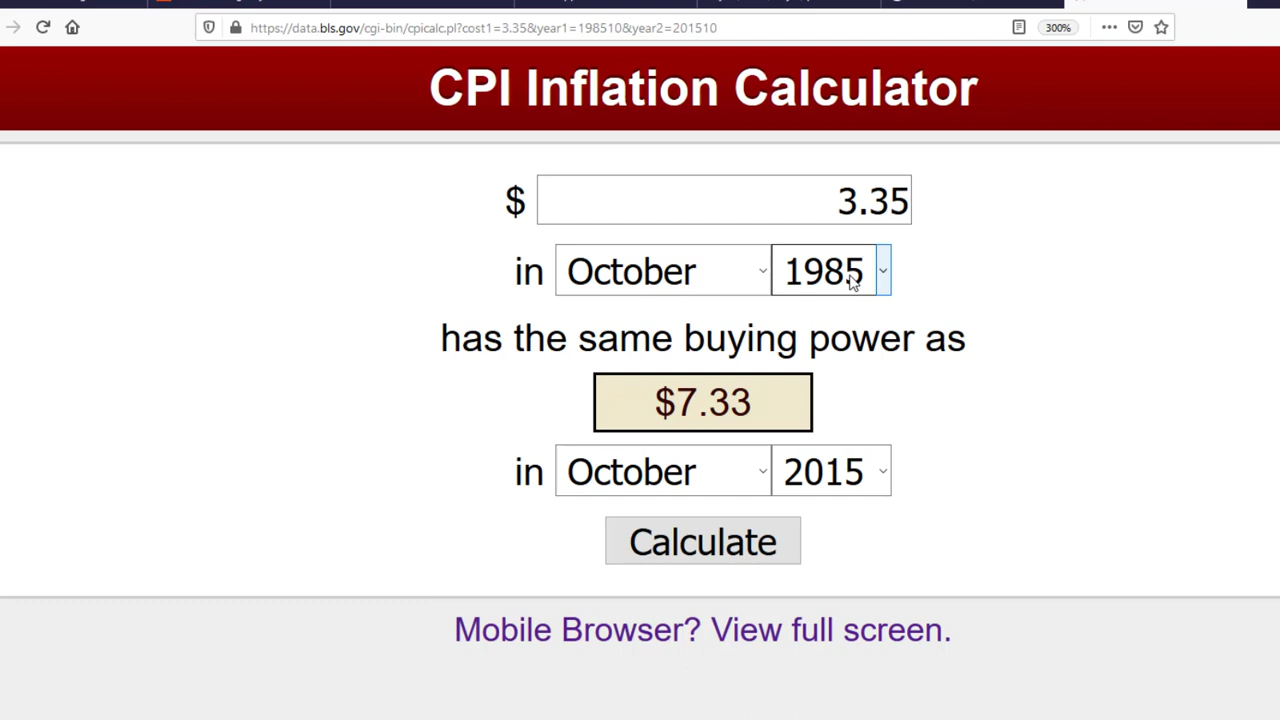 https://data.bls.gov/cgi-bin/cpicalc.pl?cost1=3.35&year1=198510&year2=201510
300%
CPI Inflation Calculator
$ 3.35
in October 1985
has the same buying power as
$7.33
in October 2015
Calculate
Mobile Browser? View full screen.